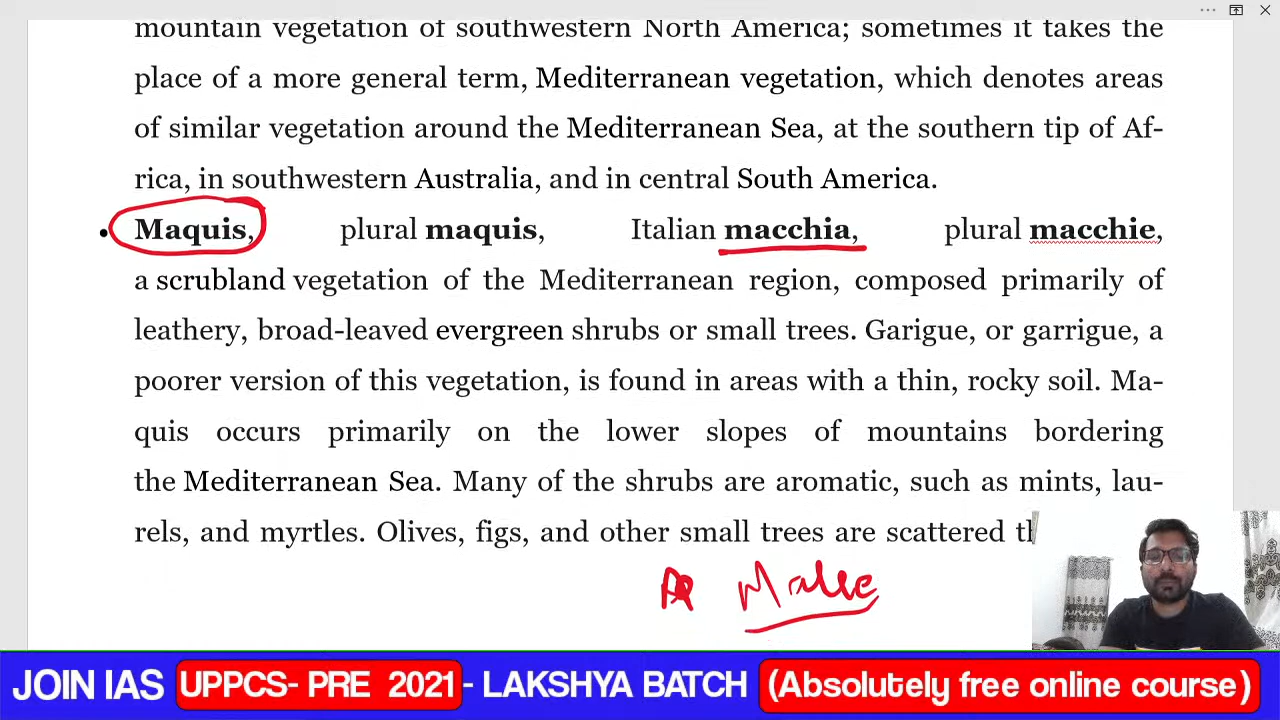 mountain vegetation of southwestern North America; sometimes it takes the
place of a more general term, Mediterranean vegetation, which denotes areas
of similar vegetation around the Mediterranean Sea, at the southern tip of Af-
rica, in southwestern Australia, and in central South America.
• Maquis, plural maquis, Italian macchia, plural macchie,
a scrubland vegetation of the Mediterranean region, composed primarily of
leathery, broad-leaved evergreen shrubs or small trees. Garigue, or garrigue, a
poorer version of this vegetation, is found in areas with a thin, rocky soil. Ma-
quis occurs primarily on the lower slopes of mountains bordering
the Mediterranean Sea. Many of the shrubs are aromatic, such as mints, lau-
rels, and myrtles. Olives, figs, and other small trees are scattered
JOIN IAS UPPCS- PRE 2021 - LAKSHYA BATCH (Absolutely free online course)